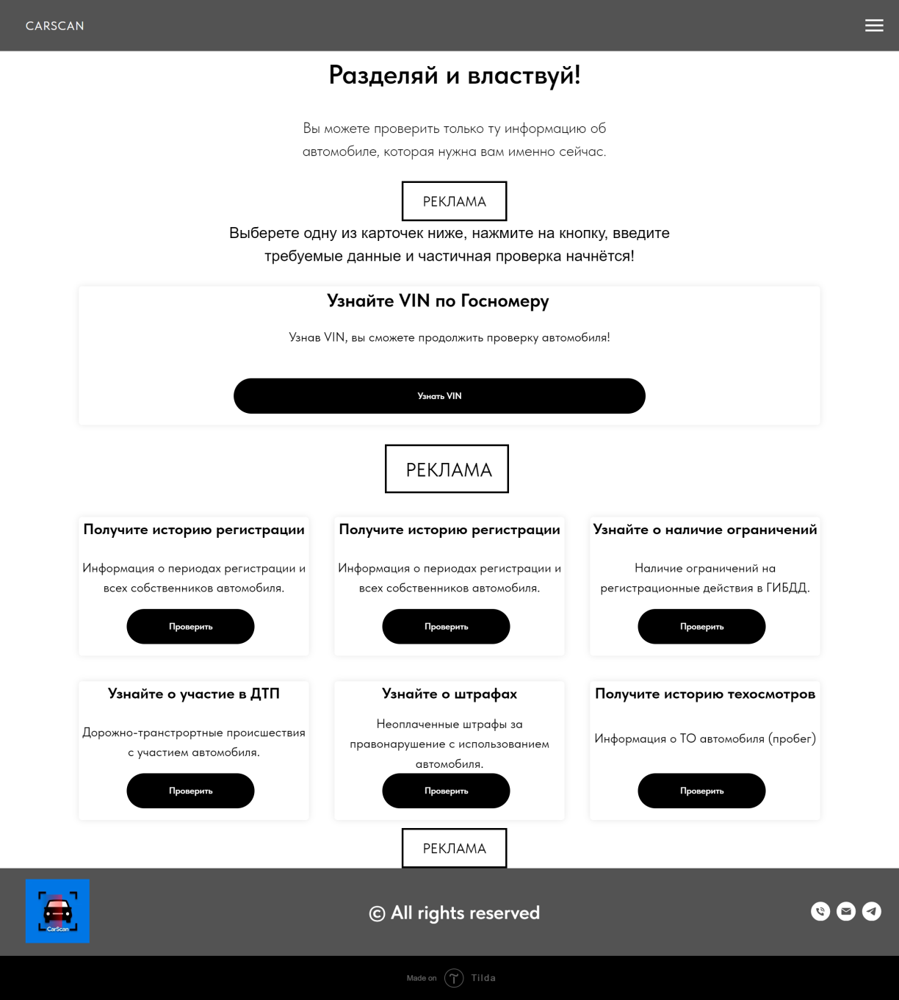 CARSCAN
Разделяй и властвуй!
Вы можете проверить только ту информацию об
автомобиле, которая нужна вам именно сейчас.
РЕКЛАМА
Выберете одну из карточек ниже, нажмите на кнопку, введите
требуемые данные и частичная проверка начнётся!
Узнайте VIN по Госномеру
Узнав VIN, вы сможете продолжить проверку автомобиля!
Узнать VIN
РЕКЛАМА
Получите историю регистрации
Информация о периодах регистрации и
всех собственников автомобиля.
Проверить
Получите историю регистрации
Информация о периодах регистрации и
всех собственников автомобиля.
Проверить
Узнайте о наличие ограничений
Наличие ограничений на
регистрационные действия в ГИБДД.
Проверить
Узнайте о участие в ДТП
Дорожно-транстрортные происшествия
с участием автомобиля.
Проверить
Узнайте о штрафах
Неоплаченные штрафы за
правонарушение с использованием
автомобиля.
Проверить
Получите историю техосмотров
Информация о ТО автомобиля (пробег)
Проверить
РЕКЛАМА
CarScan
© All rights reserved
Made on Tilda